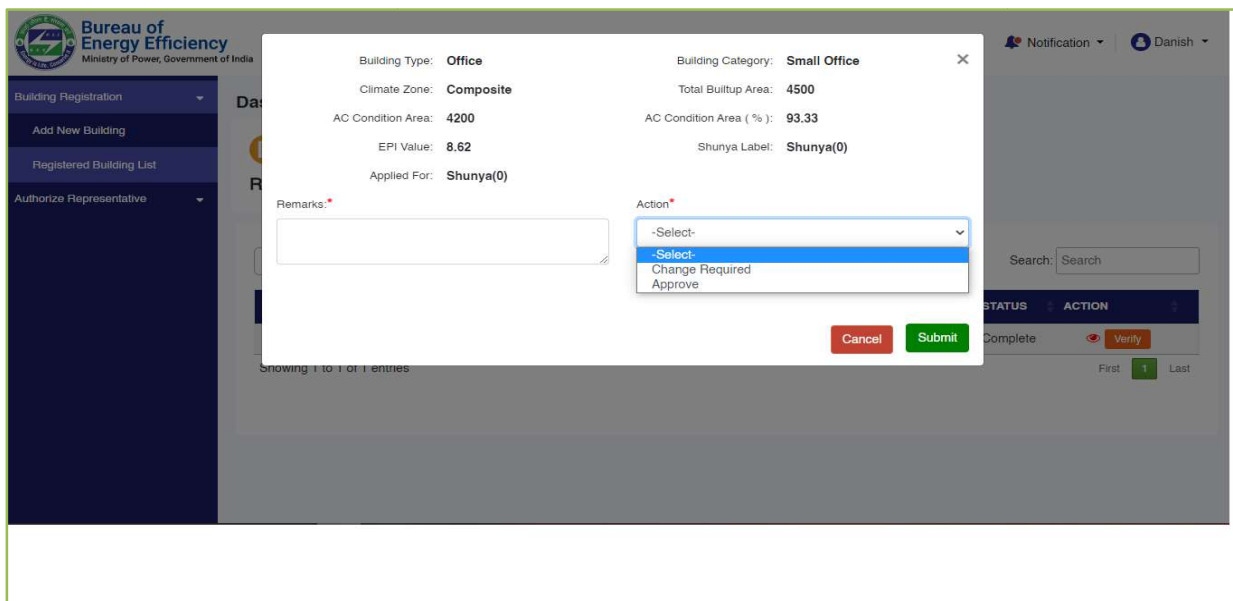 Bureau of
Energy Efficiency
Ministry of Power, Government of India
Notification
Danish
Building Registration
Add New Building
Registered Building List
Authorize Representative
Da
R
Building Type: Office
Building Category: Small Office
×
Climate Zone: Composite
Total Builtup Area: 4500
AC Condition Area: 4200
AC Condition Area ( % ): 93.33
EPI Value: 8.62
Shunya Label: Shunya(0)
Applied For: Shunya(0)
Remarks:*
Action*
-Select-
-Select-
Change Required
Approve
Cancel
Submit
Search: Search
STATUS ACTION
Complete Verify
Showing 1 to 1 of 1 entries
First 1 Last